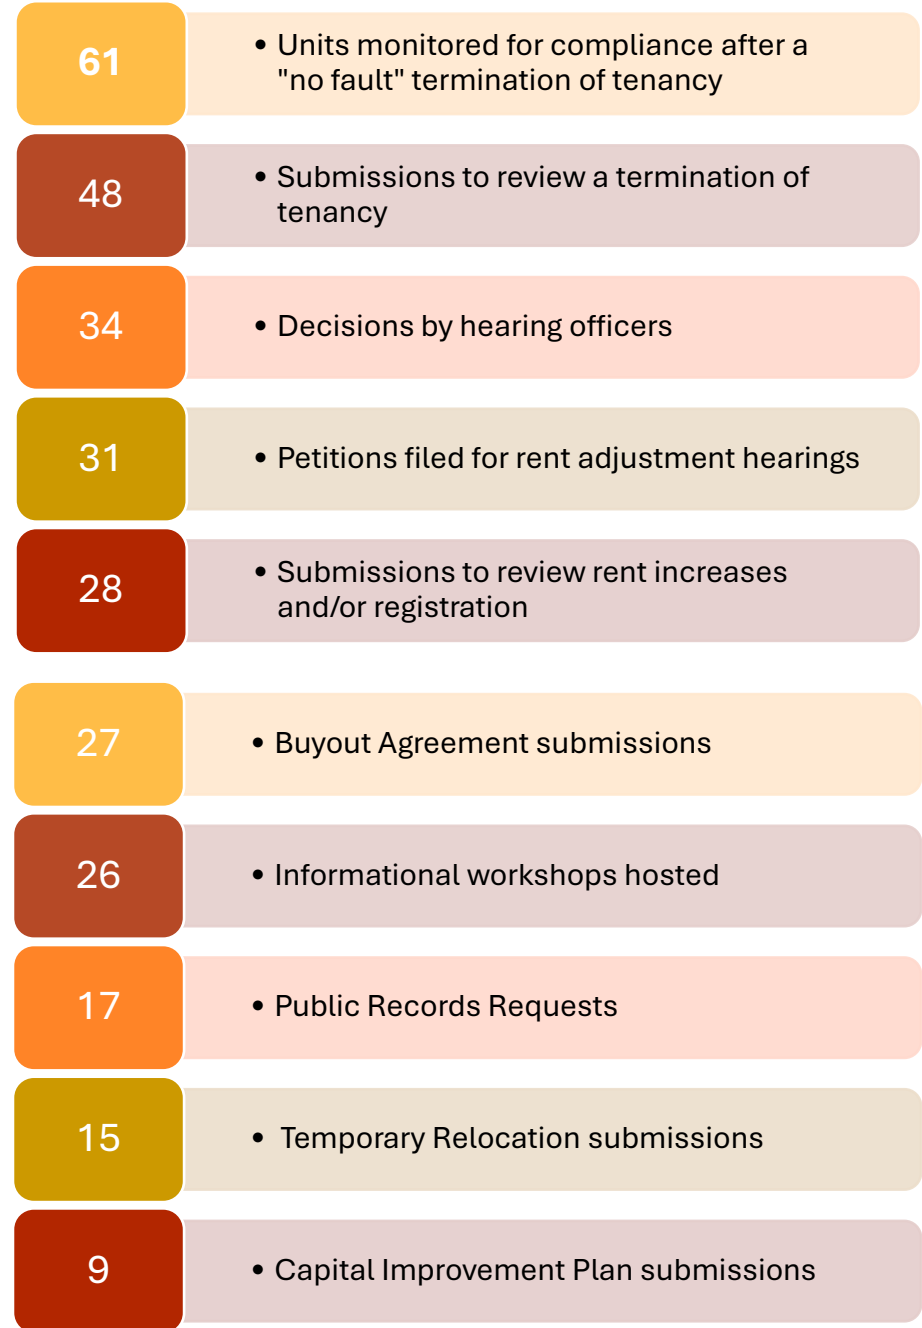 61
• Units monitored for compliance after a
"no fault" termination of tenancy
48
• Submissions to review a termination of
tenancy
34
• Decisions by hearing officers
31
• Petitions filed for rent adjustment hearings
28
• Submissions to review rent increases
and/or registration
27
• Buyout Agreement submissions
26
• Informational workshops hosted
17
• Public Records Requests
15
• Temporary Relocation submissions
9
• Capital Improvement Plan submissions